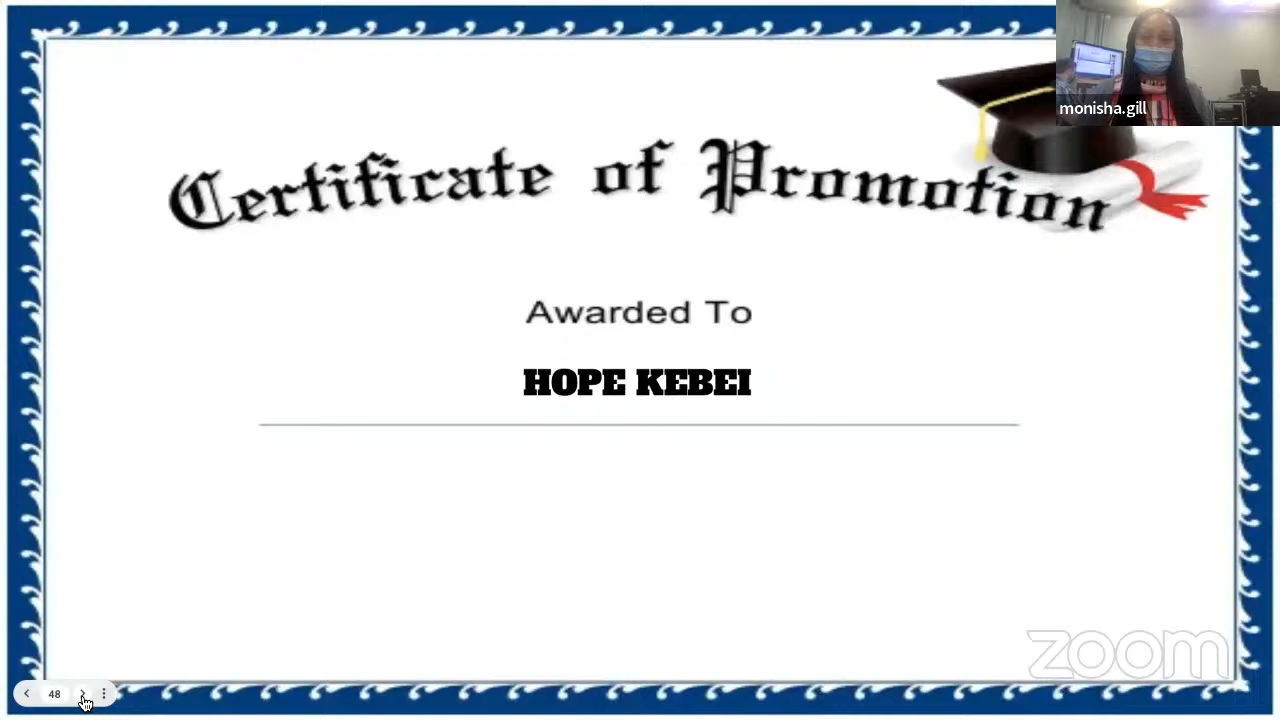 monisha.gill
Certificate of Promotion
Awarded To
HOPE KEBEI
zoom
48